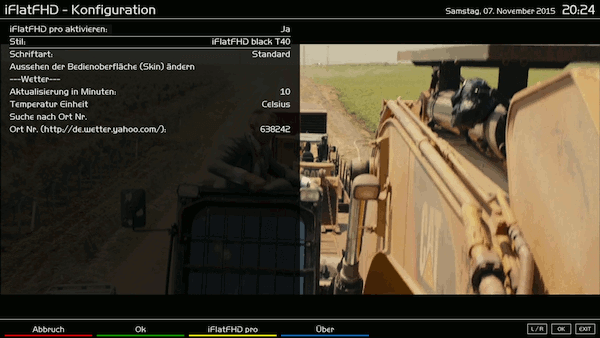 iFlatFHD - Konfiguration
Samstag, 07. November 2015 20:24
iFlatFHD pro aktivieren: Ja
Stil: iFlatFHD black T40
Schriftart: Standard
Aussehen der Bedienoberfläche (Skin) ändern
---Wetter---
Aktualisierung in Minuten: 10
Temperatur Einheit Celsius
Suche nach Ort Nr.
Ort Nr. (http://de.wetter.yahoo.com/): 638242
CAT
Abbruch Ok iFlatFHD pro Über L/R OK EXIT